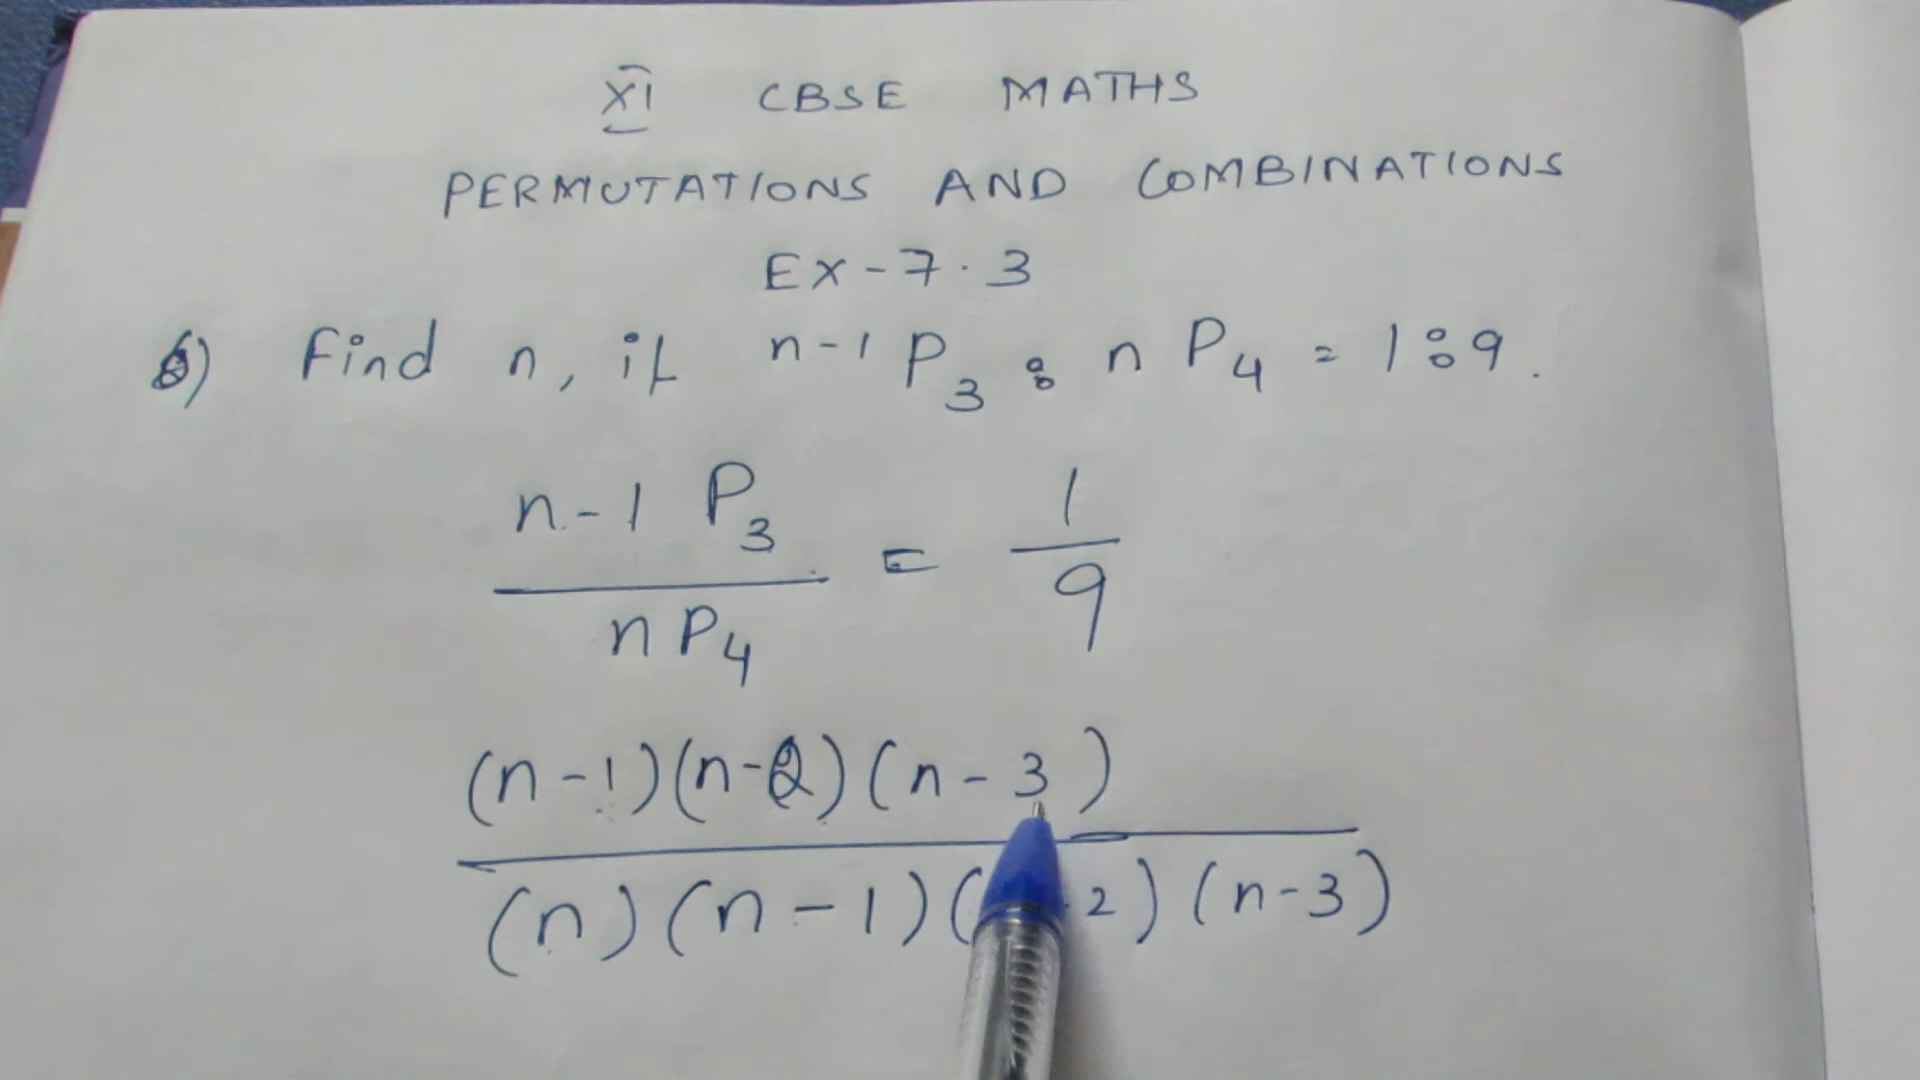 XI CBSE MATHS
PERMUTATIONS AND COMBINATIONS
EX-7.3
6) Find n, if n-1 P3 : n P4 = 1:9.
n-1 P3 = 1
n P4 9
(n-1)(n-2)(n-3)
(n)(n-1)( -2)(n-3)